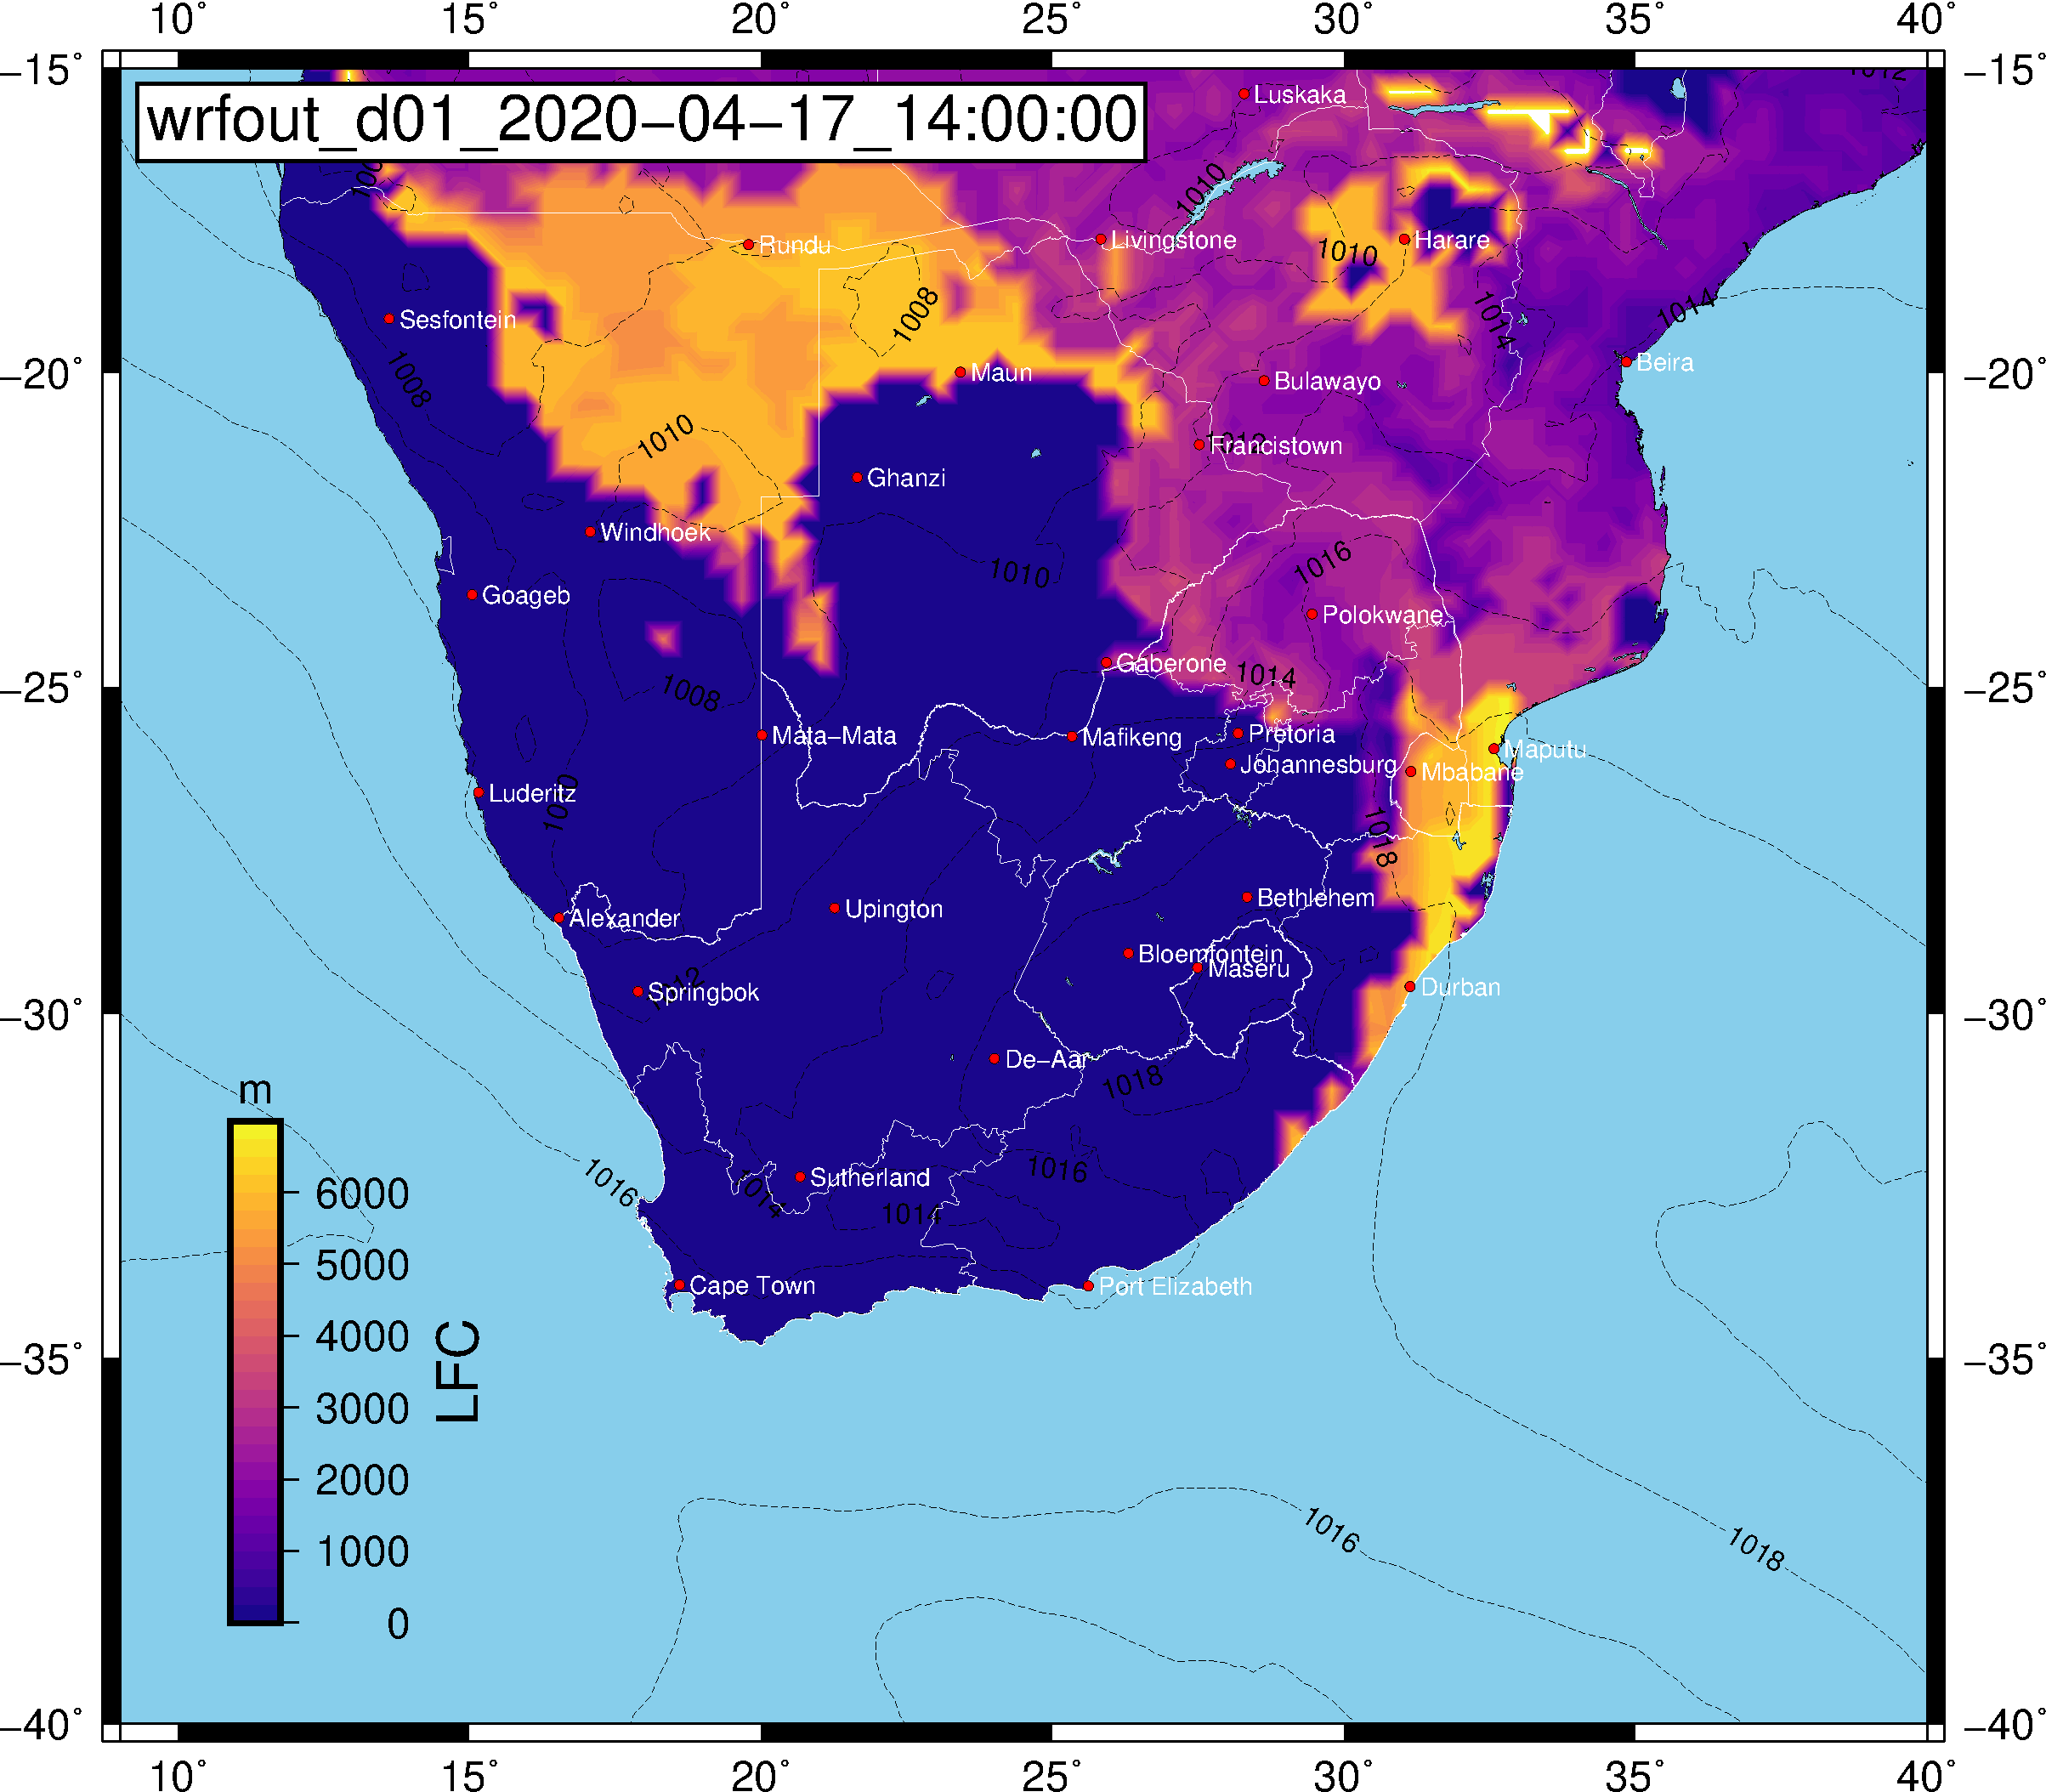 10° 15° 20° 25° 30° 35° 40°
−15° −15°
wrfout_d01_2020−04−17_14:00:00
Luskaka
1012
1010
Rundu
Livingstone
1010
Harare
1008
1014
1014
Sesfontein
1008
−20° −20°
Maun
Bulawayo
Beira
1010
1012
Francistown
Ghanzi
Windhoek
1016
1010
Goageb
Polokwane
Gaberone
1014
−25° −25°
1008
Mata−Mata
Mafikeng
Pretoria
Johannesburg
Maputu
Mbabane
Luderitz
1010
1018
Bethlehem
Upington
Alexander
Bloemfontein
Maseru
Springbok
1012
Durban
−30° −30°
De−Aar
1018
m
1016
1016
Sutherland
1014
1014
6000
5000
Cape Town
Port Elizabeth
4000
−35° −35°
3000
LFC
2000
1000
0
1016
1018
−40° −40°
10° 15° 20° 25° 30° 35° 40°